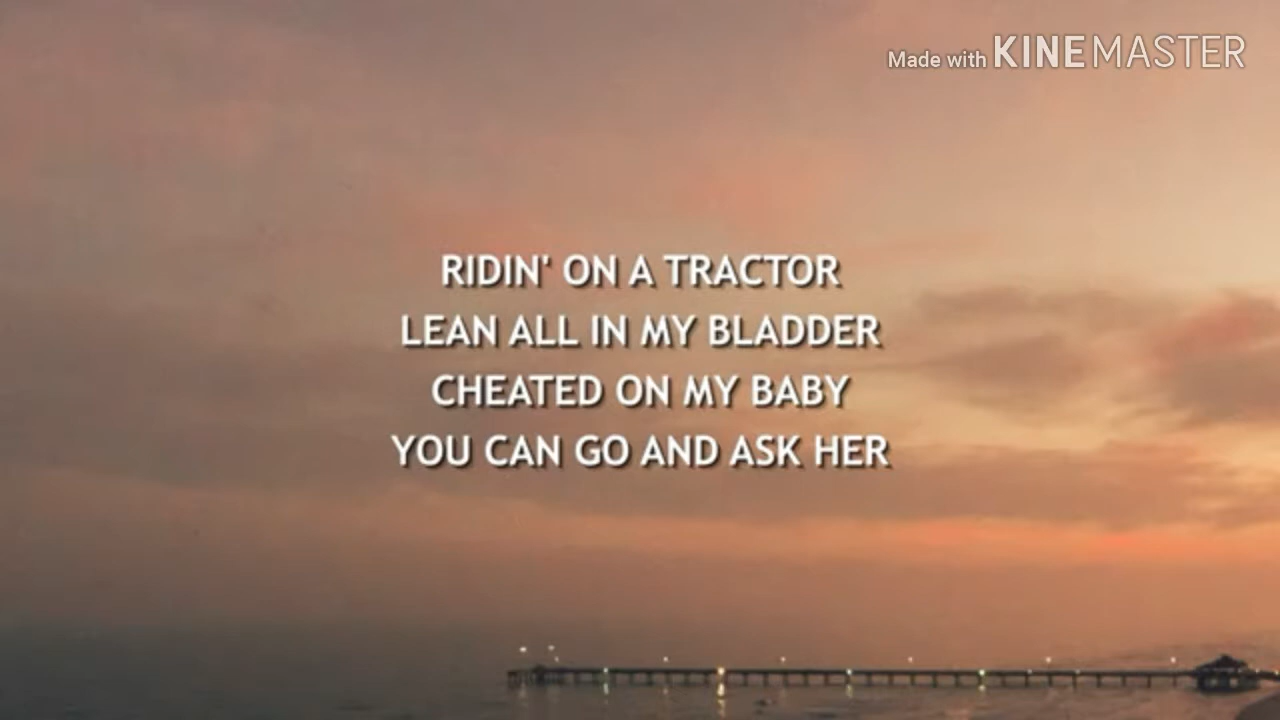 Made with KINEMASTER
RIDIN' ON A TRACTOR
LEAN ALL IN MY BLADDER
CHEATED ON MY BABY
YOU CAN GO AND ASK HER